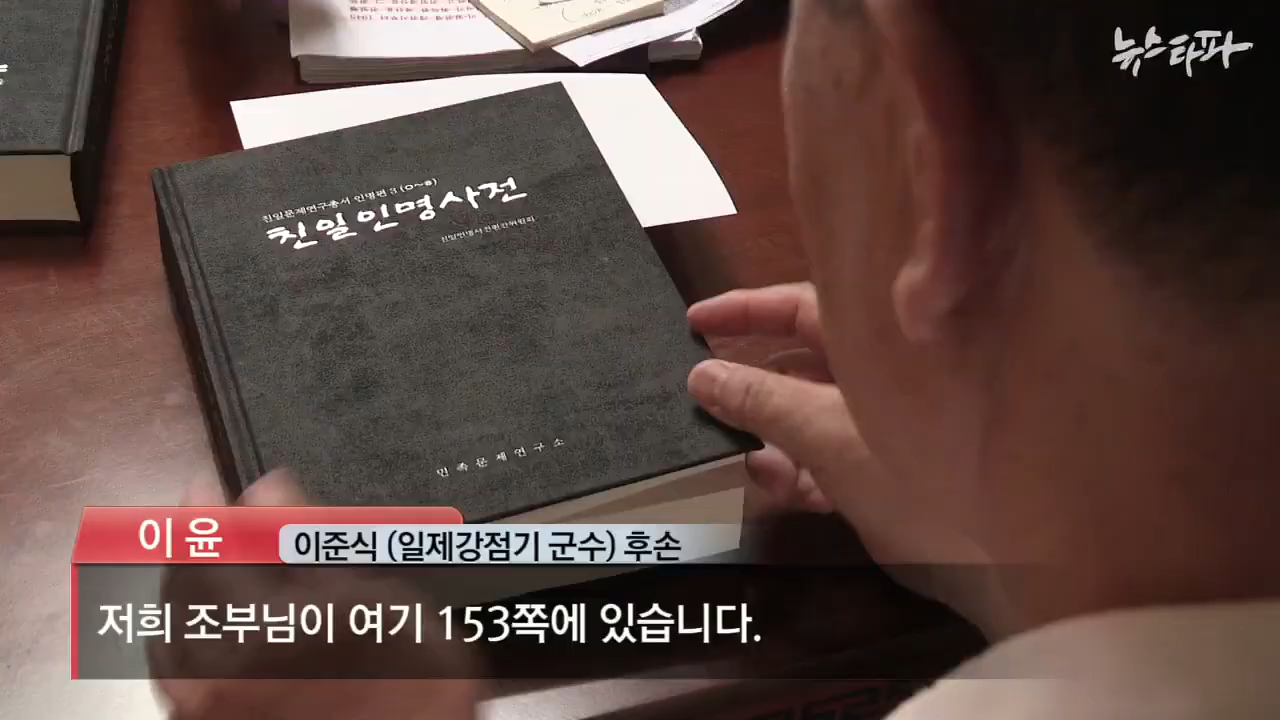 뉴스타파
친일문제연구총서 인명편 3 (ㅇ~ㅎ)
친일인명사전
친일인명사전편찬위원회
민족문제연구소
이 윤
이준식 (일제강점기 군수) 후손
저희 조부님이 여기 153쪽에 있습니다.